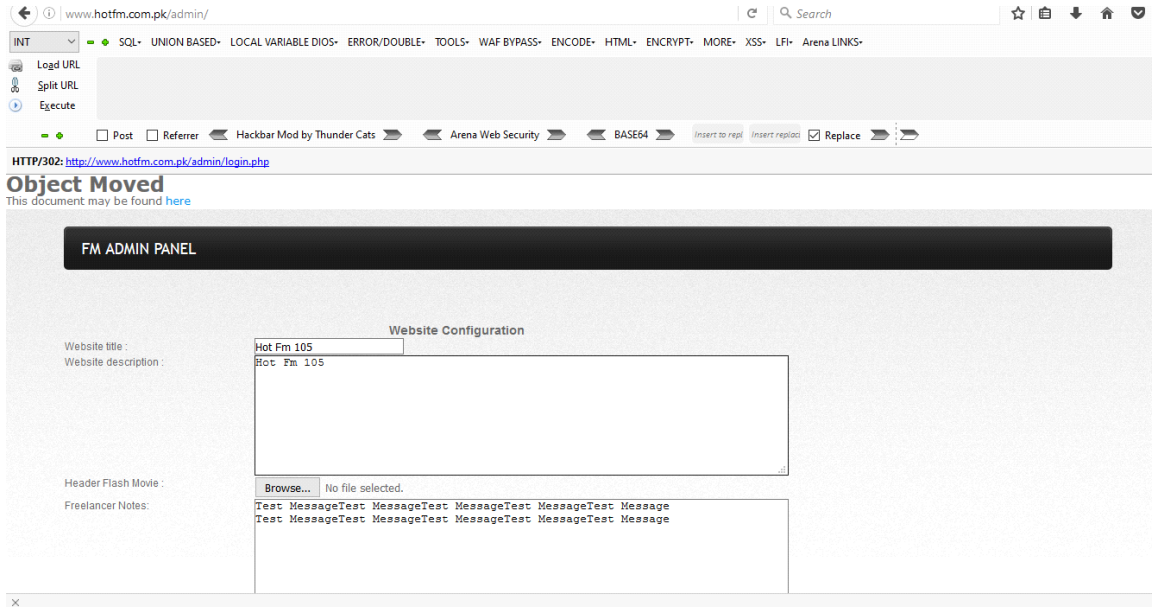 www.hotfm.com.pk/admin/
Search
INT SQL UNION BASED LOCAL VARIABLE DIOS ERROR/DOUBLE TOOLS WAF BYPASS ENCODE HTML ENCRYPT MORE XSS LFI Arena LINKS
Load URL
Split URL
Execute
Post Referrer Hackbar Mod by Thunder Cats Arena Web Security BASE64 Insert to repl Insert replac Replace
HTTP/302: http://www.hotfm.com.pk/admin/login.php
Object Moved
This document may be found here
FM ADMIN PANEL
Website Configuration
Website title : Hot Fm 105
Website description : Hot Fm 105
Header Flash Movie : Browse... No file selected.
Freelancer Notes: Test MessageTest MessageTest MessageTest MessageTest Message
Test MessageTest MessageTest MessageTest MessageTest Message